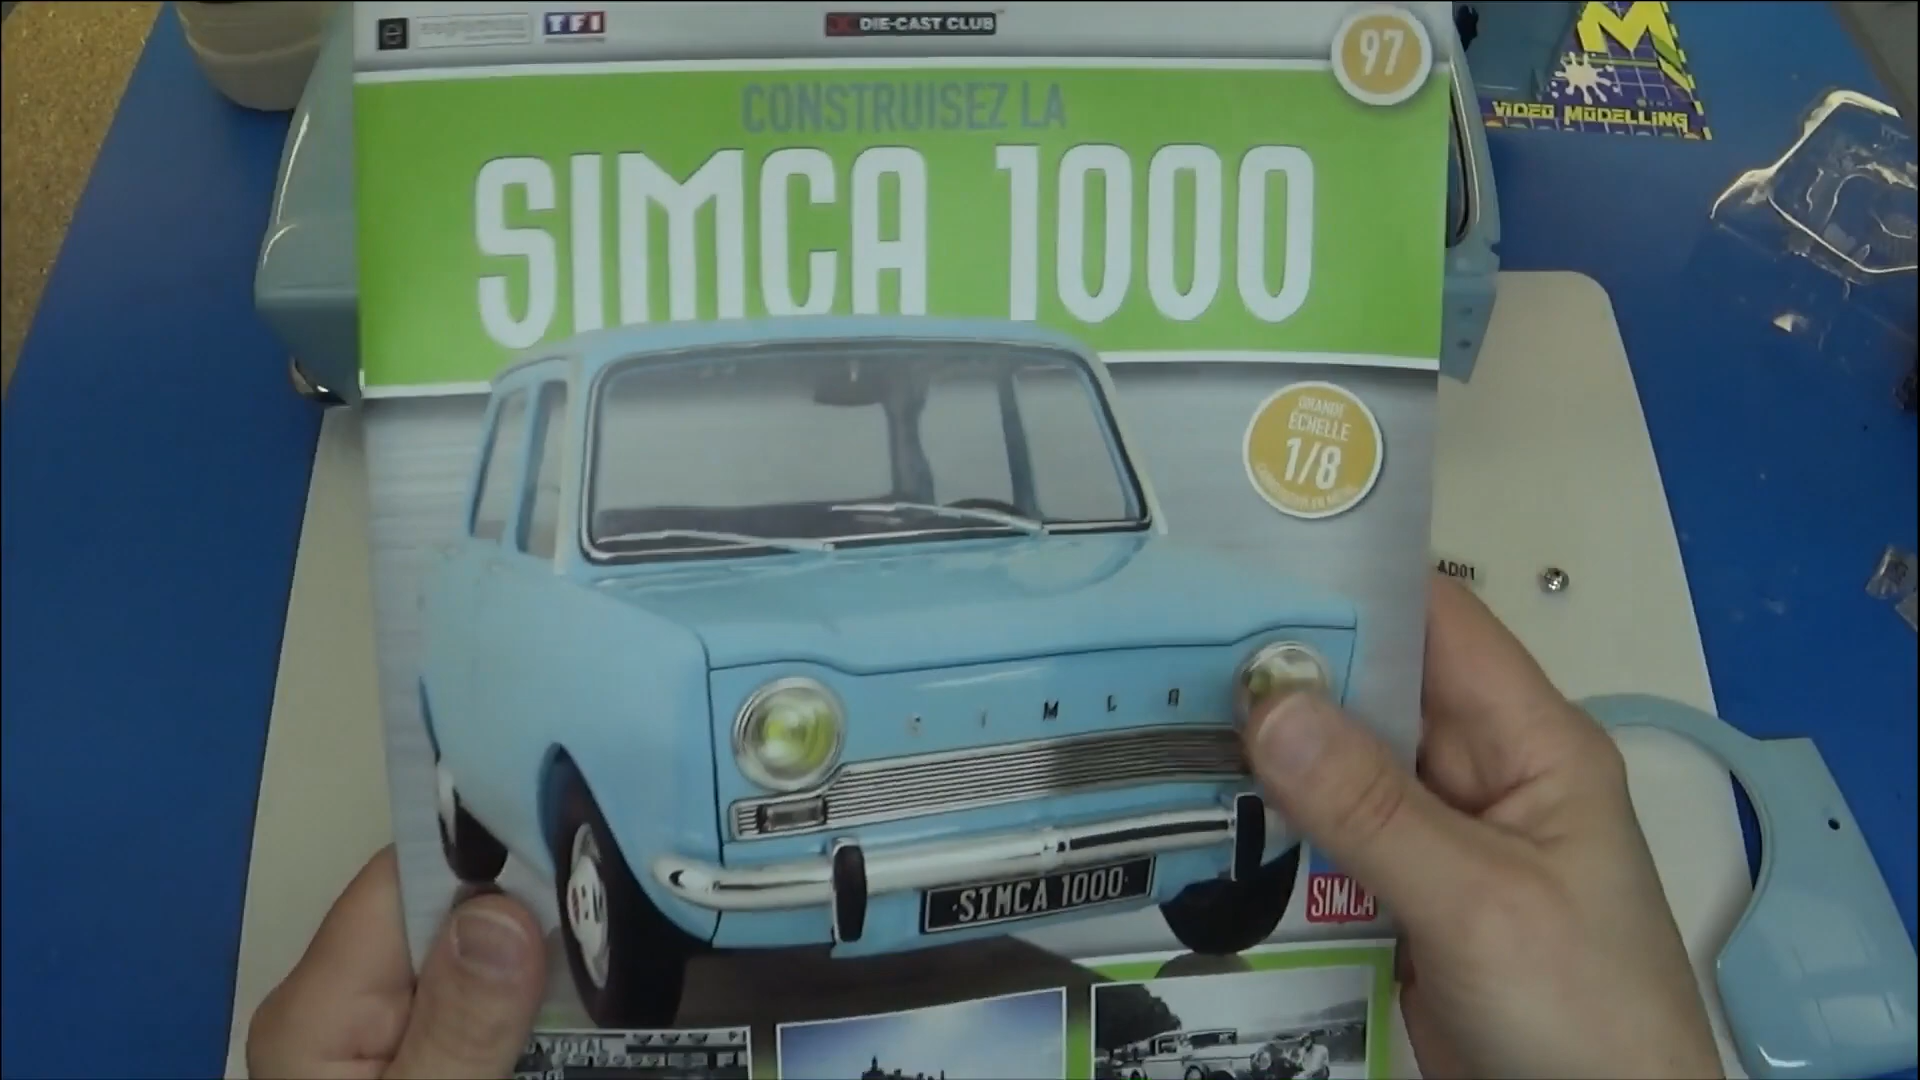 e
TF1
DIE-CAST CLUB
97
CONSTRUISEZ LA
SIMCA 1000
GRANDE
ÉCHELLE
1/8
M
VIDEO MODELLING
AD01
SIMCA
SIMCA 1000
SIMCA
TOTAL